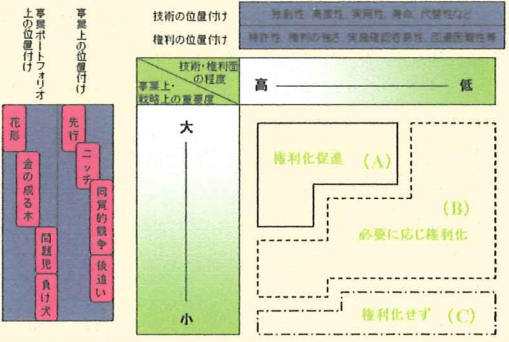 技術の位置付け
独創性、高度性、実用性、寿命、代替性など
権利の位置付け
特許性、権利の強さ、実施確認容易性、回避困難性等
事業ポートフォリオ上の位置付け
事業上の位置付け
技術・権利面の程度
事業上・戦略上の重要度
高
低
大
小
花形
金の成る木
問題児
負け犬
先行
ニッチ
同質的競争
後追い
権利化促進 (A)
(B)
必要に応じ権利化
権利化せず (C)